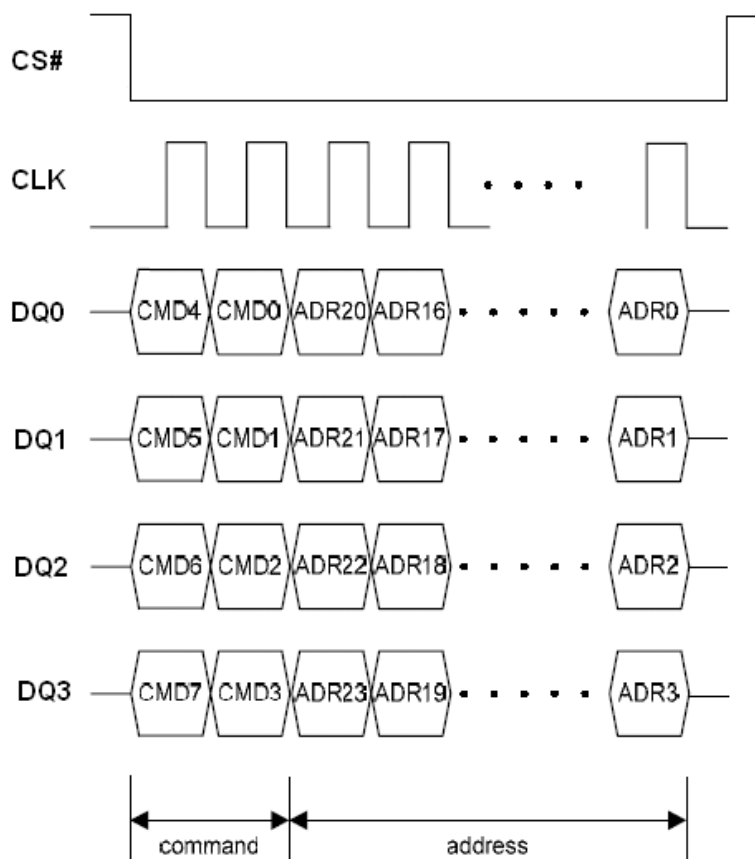 CS#
CLK
DQ0 CMD4 CMD0 ADR20 ADR16 ADR0
DQ1 CMD5 CMD1 ADR21 ADR17 ADR1
DQ2 CMD6 CMD2 ADR22 ADR18 ADR2
DQ3 CMD7 CMD3 ADR23 ADR19 ADR3
command address